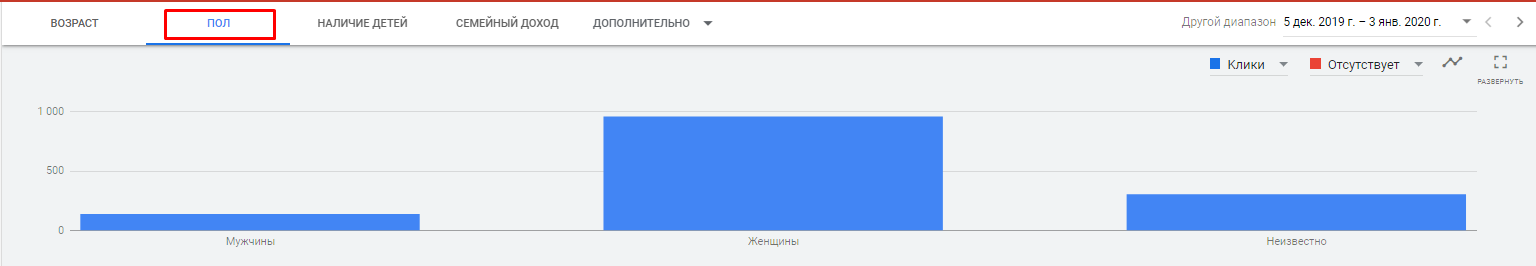 ВОЗРАСТ ПОЛ НАЛИЧИЕ ДЕТЕЙ СЕМЕЙНЫЙ ДОХОД ДОПОЛНИТЕЛЬНО Другой диапазон 5 дек. 2019 г. – 3 янв. 2020 г.
Клики Отсутствует
РАЗВЕРНУТЬ
1 000
500
0
Мужчины Женщины Неизвестно